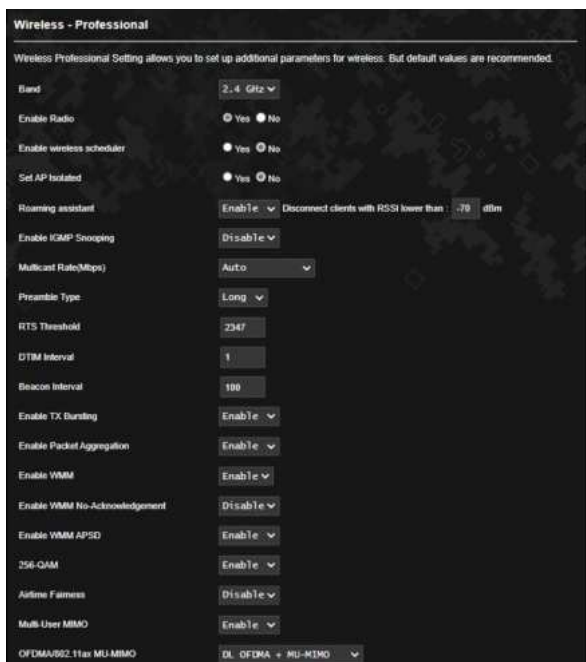 Wireless - Professional
Wireless Professional Setting allows you to set up additional parameters for wireless. But default values are recommended.
Band 2.4 GHz
Enable Radio Yes No
Enable wireless scheduler Yes No
Set AP Isolated Yes No
Roaming assistant Enable Disconnect clients with RSSI lower than : -70 dBm
Enable IGMP Snooping Disable
Multicast Rate(Mbps) Auto
Preamble Type Long
RTS Threshold 2347
DTIM Interval 1
Beacon Interval 100
Enable TX Bursting Enable
Enable Packet Aggregation Enable
Enable WMM Enable
Enable WMM No-Acknowledgement Disable
Enable WMM APSD Enable
256-QAM Enable
Airtime Fairness Disable
Multi-User MIMO Enable
OFDMA/802.11ax MU-MIMO DL OFDMA + MU-MIMO